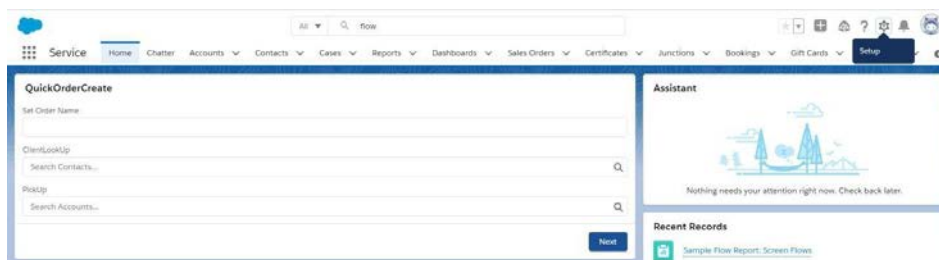 All flow
Setup
Service Home Chatter Accounts Contacts Cases Reports Dashboards Sales Orders Certificates Junctions Bookings Gift Cards
QuickOrderCreate
Set Order Name
ClientLookUp
Search Contacts...
PickUp
Search Accounts...
Next
Assistant
Nothing needs your attention right now. Check back later.
Recent Records
Sample Flow Report: Screen Flows